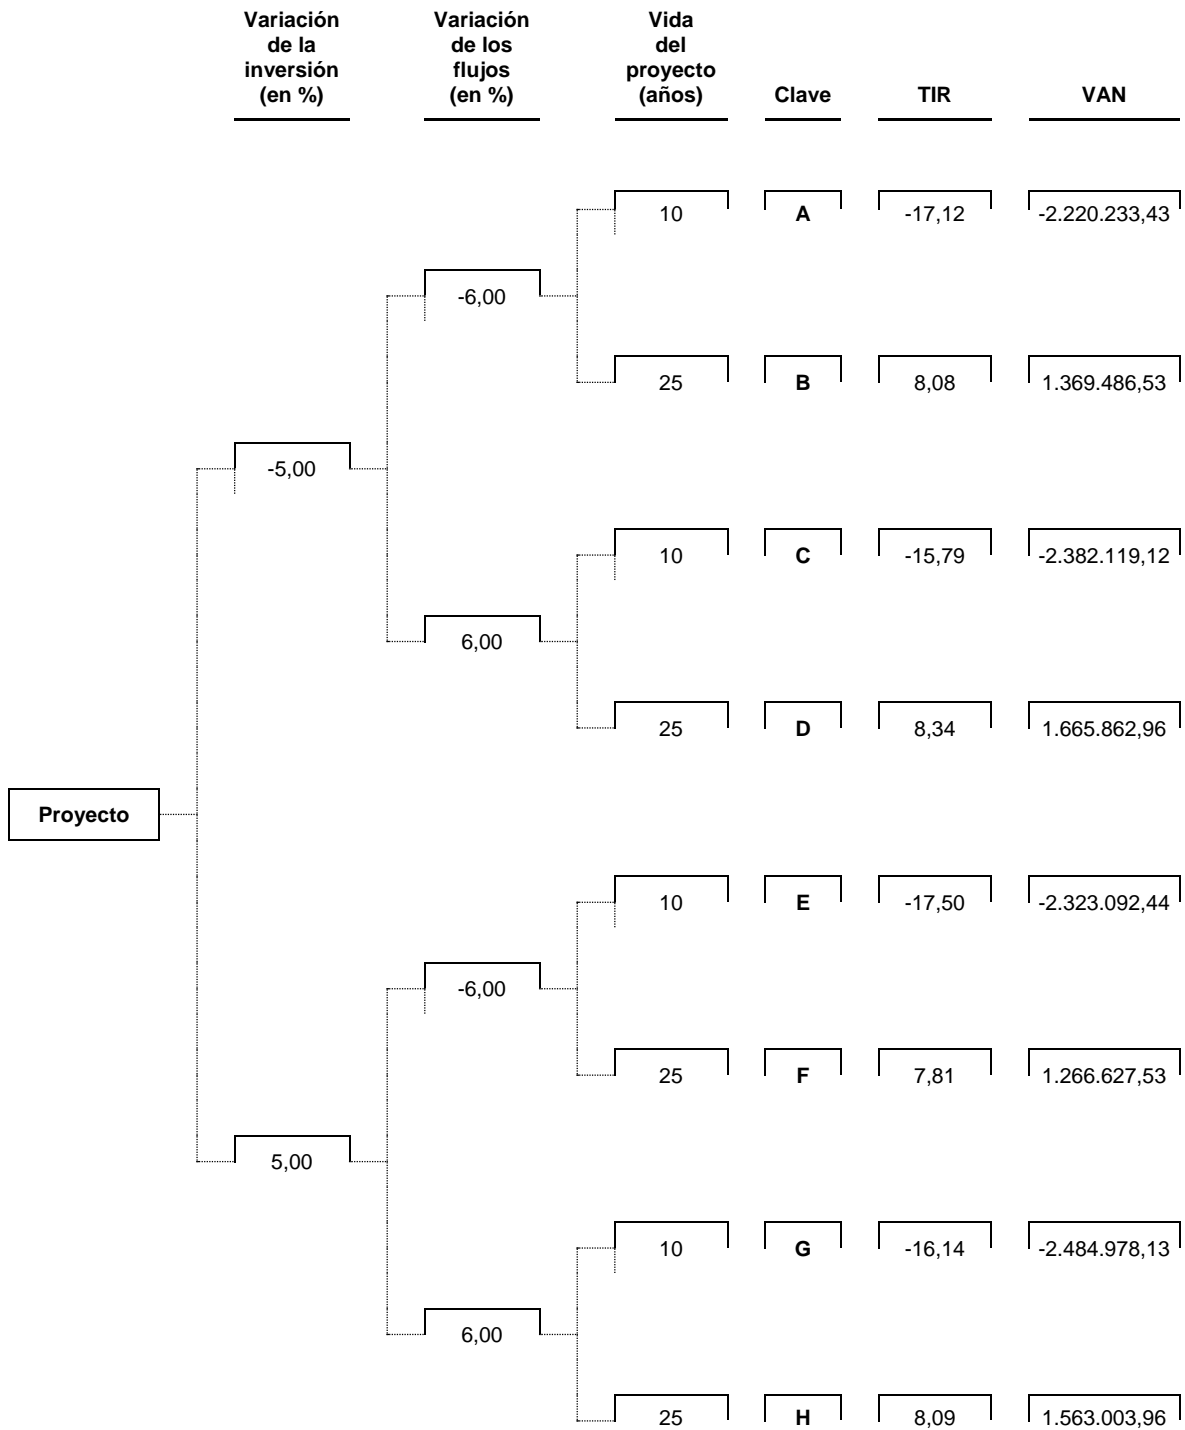 Variación
de la
inversión
(en %)
Variación
de los
flujos
(en %)
Vida
del
proyecto
(años)
Clave
TIR
VAN
10
A
-17,12
-2.220.233,43
-6,00
25
B
8,08
1.369.486,53
-5,00
10
C
-15,79
-2.382.119,12
6,00
25
D
8,34
1.665.862,96
Proyecto
10
E
-17,50
-2.323.092,44
-6,00
25
F
7,81
1.266.627,53
5,00
10
G
-16,14
-2.484.978,13
6,00
25
H
8,09
1.563.003,96